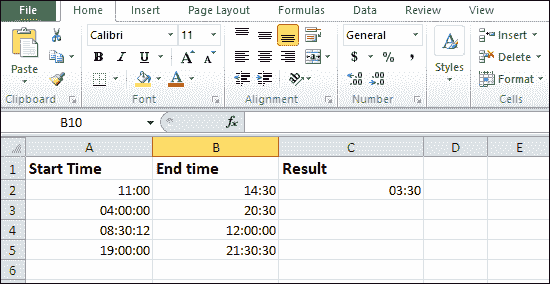 File Home Insert Page Layout Formulas Data Review View
Calibri 11 General Insert
Paste B I U A A A $ % , Styles Delete
.0 .00 .00 .0 Format
Clipboard Font Alignment Number Cells
B10 fx
A B C D E
1 Start Time End time Result
2 11:00 14:30 03:30
3 04:00:00 20:30
4 08:30:12 12:00:00
5 19:00:00 21:30:30
6